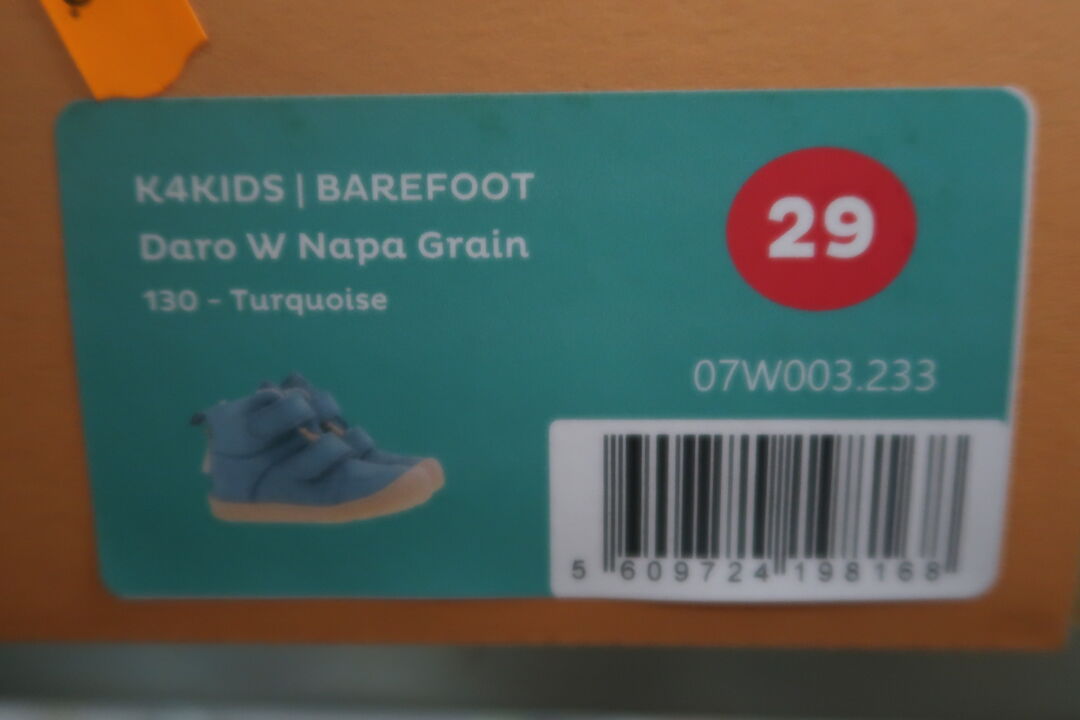 K4KIDS | BAREFOOT
Daro W Napa Grain
130 - Turquoise
29
07W003.233
5 609724 198168